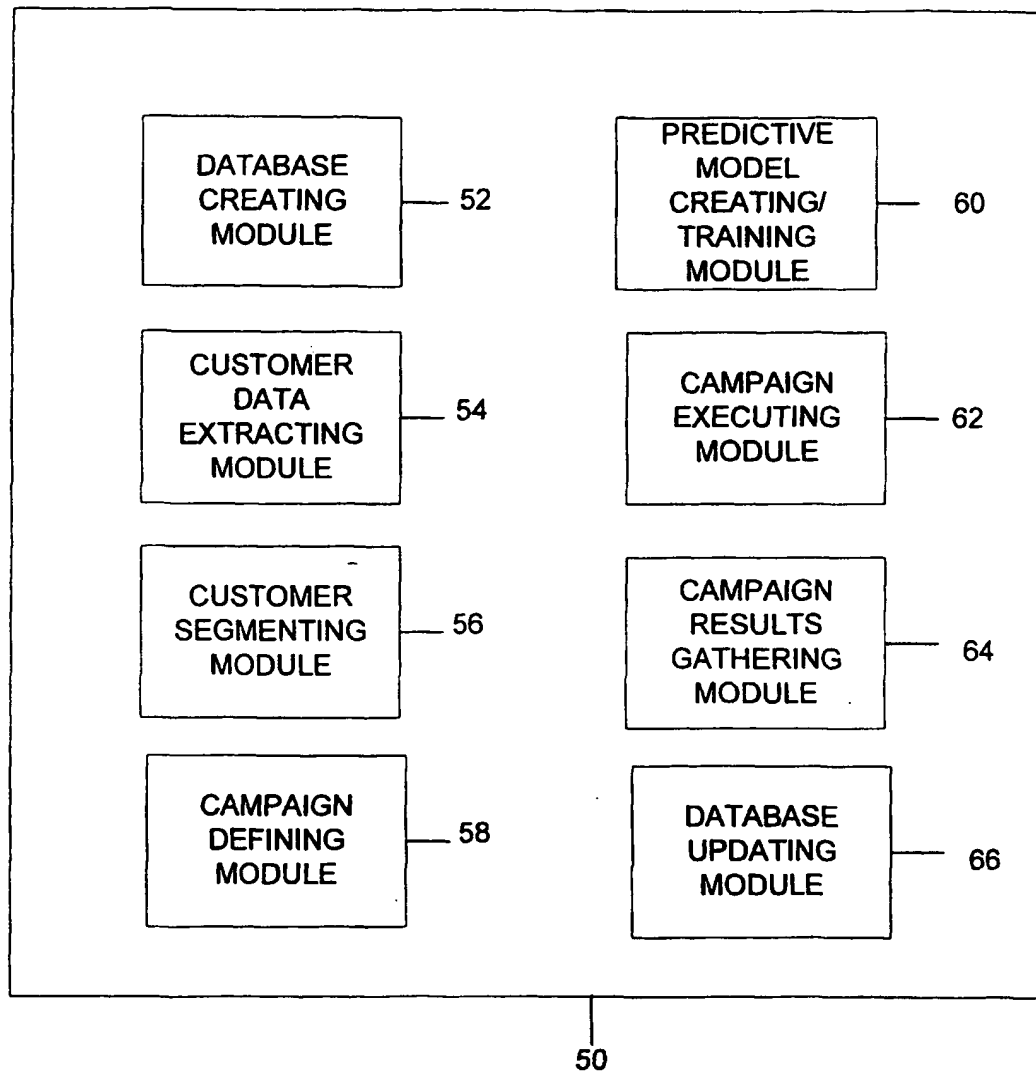 DATABASE
CREATING
MODULE
52
CUSTOMER
DATA
EXTRACTING
MODULE
54
CUSTOMER
SEGMENTING
MODULE
56
CAMPAIGN
DEFINING
MODULE
58
PREDICTIVE
MODEL
CREATING/
TRAINING
MODULE
60
CAMPAIGN
EXECUTING
MODULE
62
CAMPAIGN
RESULTS
GATHERING
MODULE
64
DATABASE
UPDATING
MODULE
66
50